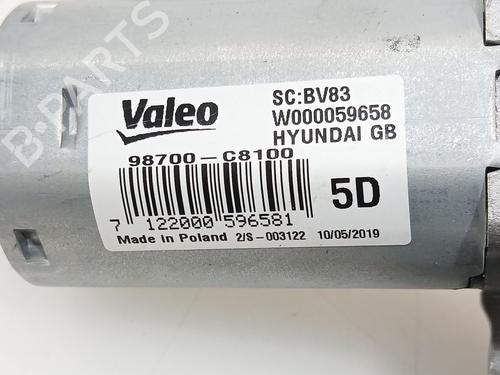 Valeo
SC:BV83
W000059658
HYUNDAI GB
98700-C8100
7 122000 596581
5D
Made in Poland 2/S-003122 10/05/2019
B-PARTS